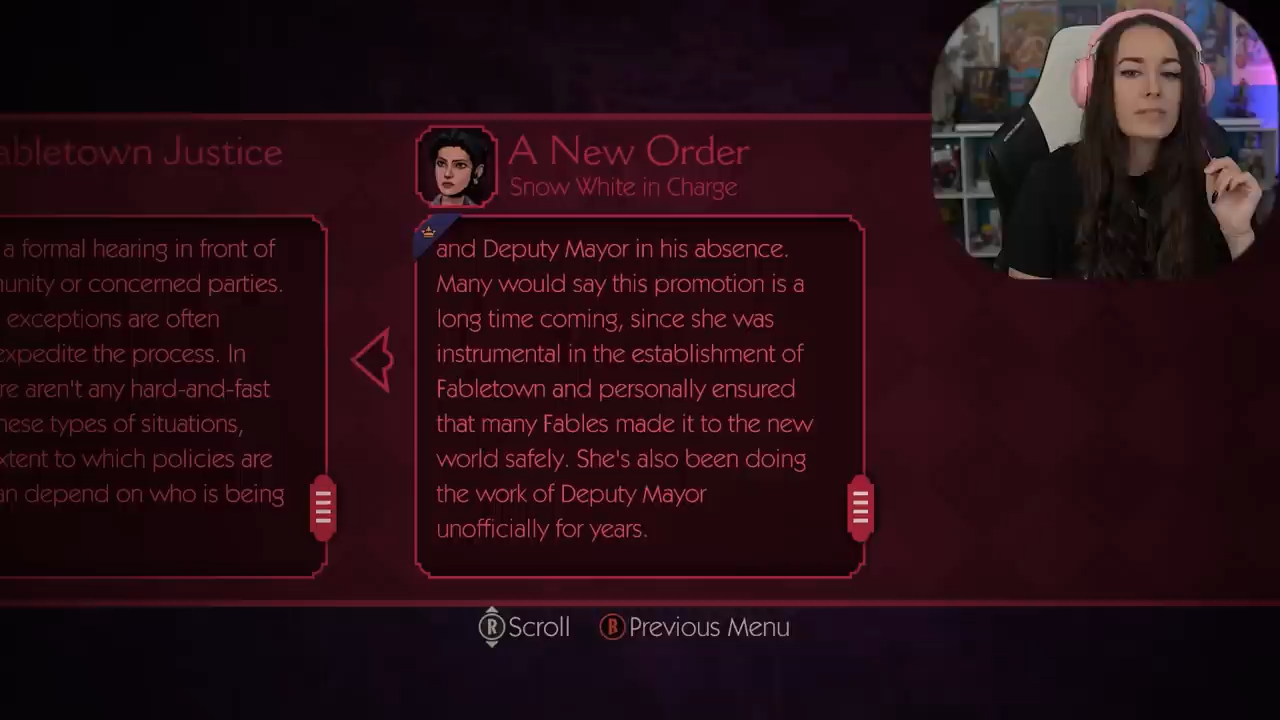 abletown Justice
a formal hearing in front of
unity or concerned parties.
exceptions are often
expedite the process. In
re aren't any hard-and-fast
hese types of situations,
xtent to which policies are
an depend on who is being
A New Order
Snow White in Charge
and Deputy Mayor in his absence.
Many would say this promotion is a
long time coming, since she was
instrumental in the establishment of
Fabletown and personally ensured
that many Fables made it to the new
world safely. She's also been doing
the work of Deputy Mayor
unofficially for years.
R Scroll B Previous Menu